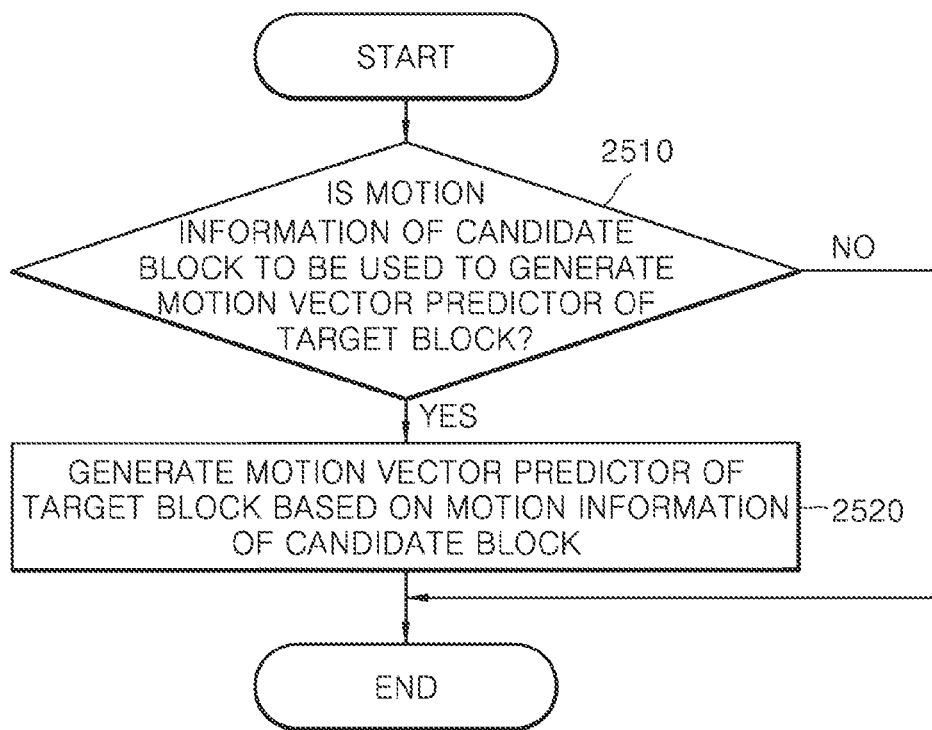 START
2510
IS MOTION
INFORMATION OF CANDIDATE
BLOCK TO BE USED TO GENERATE
MOTION VECTOR PREDICTOR OF
TARGET BLOCK?
NO
YES
GENERATE MOTION VECTOR PREDICTOR OF
TARGET BLOCK BASED ON MOTION INFORMATION
OF CANDIDATE BLOCK
2520
END